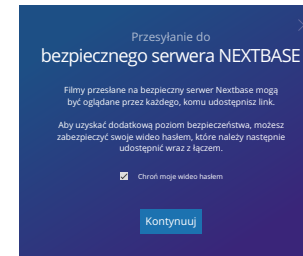 Przesyłanie do
bezpiecznego serwera NEXTBASE
Filmy przesłane na bezpieczny serwer Nextbase mogą
być oglądane przez każdego, komu udostępnisz link.
Aby uzyskać dodatkową poziom bezpieczeństwa, możesz
zabezpieczyć swoje wideo hasłem, które należy następnie
udostępnić wraz z łączem.
Chroń moje wideo hasłem
Kontynuuj